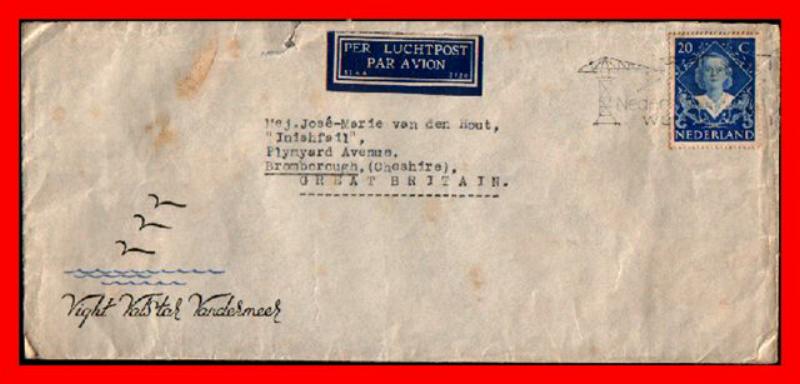 PER LUCHTPOST
PAR AVION
20 C
NEDERLAND
Mej.José-Marie van den Hout,
"Inishfail",
Plymyard Avenue,
Bromborough,(Cheshire),
GREAT BRITAIN.
Vight Valstar Vandermeer